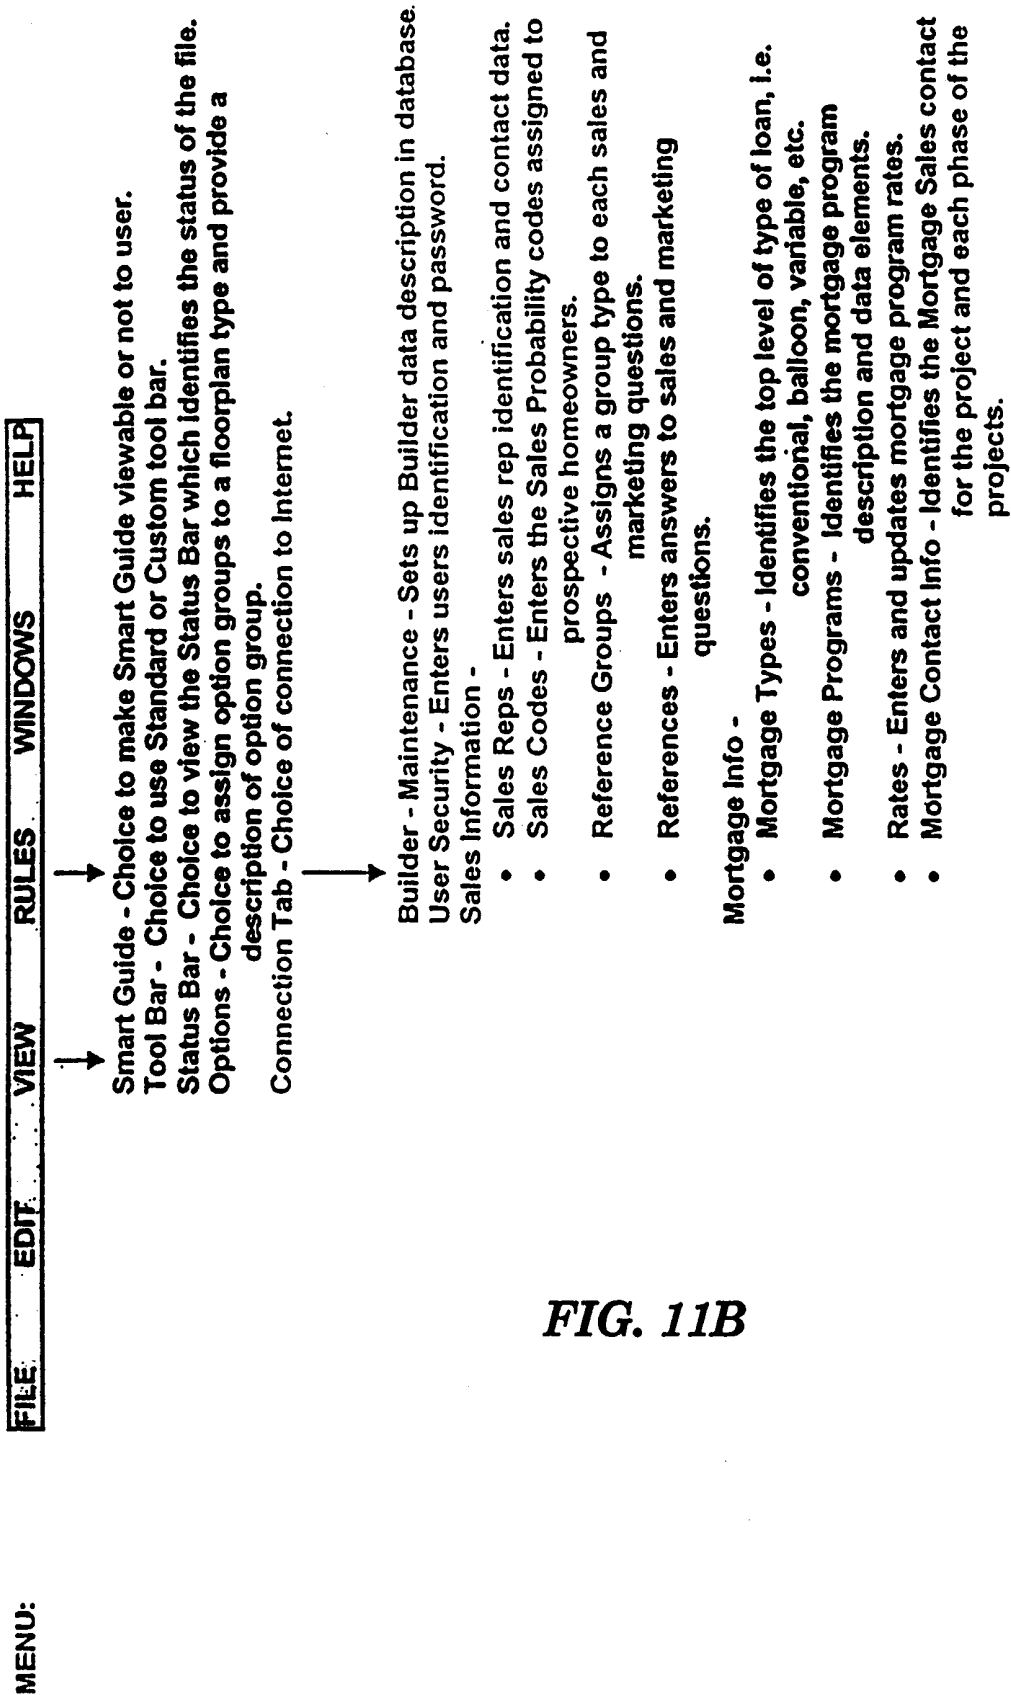 MENU:
FILE EDIT VIEW RULES WINDOWS HELP
Smart Guide - Choice to make Smart Guide viewable or not to user.
Tool Bar - Choice to use Standard or Custom tool bar.
Status Bar - Choice to view the Status Bar which identifies the status of the file.
Options - Choice to assign option groups to a floorplan type and provide a
description of option group.
Connection Tab - Choice of connection to Internet.
Builder - Maintenance - Sets up Builder data description in database.
User Security - Enters users identification and password.
Sales Information -
• Sales Reps - Enters sales rep identification and contact data.
• Sales Codes - Enters the Sales Probability codes assigned to
prospective homeowners.
• Reference Groups - Assigns a group type to each sales and
marketing questions.
• References - Enters answers to sales and marketing
questions.
Mortgage Info -
• Mortgage Types - Identifies the top level of type of loan, i.e.
conventional, balloon, variable, etc.
• Mortgage Programs - Identifies the mortgage program
description and data elements.
• Rates - Enters and updates mortgage program rates.
• Mortgage Contact Info - Identifies the Mortgage Sales contact
for the project and each phase of the
projects.
FIG. 11B